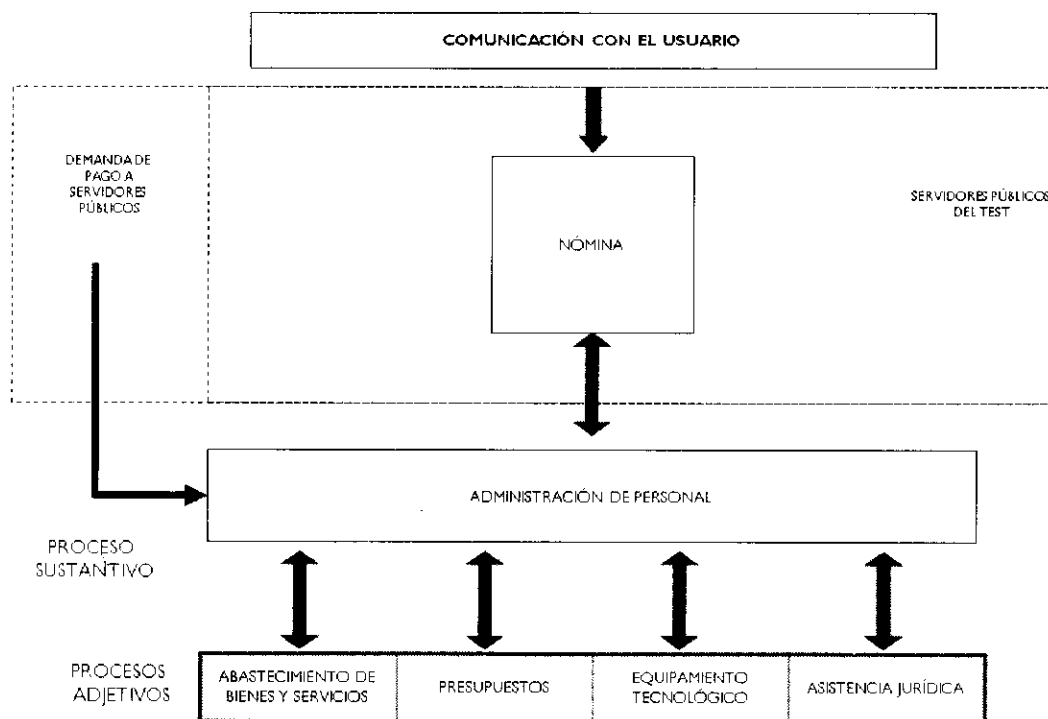 COMUNICACIÓN CON EL USUARIO
DEMANDA DE
PAGO A
SERVIDORES
PÚBLICOS
NÓMINA
SERVIDORES PÚBLICOS
DEL TEST
ADMINISTRACIÓN DE PERSONAL
PROCESO
SUSTANTIVO
PROCESOS
ADJETIVOS
ABASTECIMIENTO DE
BIENES Y SERVICIOS
PRESUPUESTOS
EQUIPAMIENTO
TECNOLÓGICO
ASISTENCIA JURÍDICA